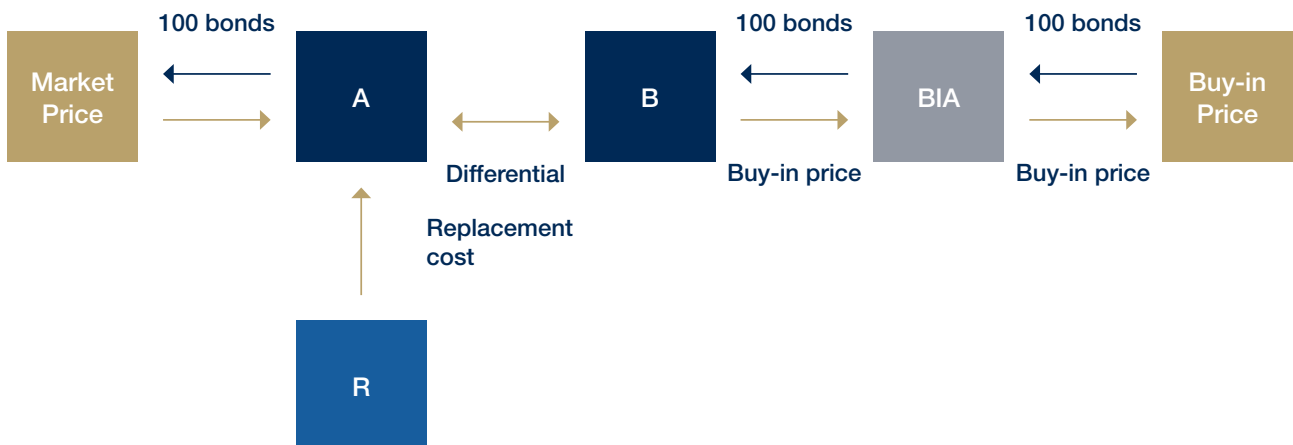 100 bonds
100 bonds
100 bonds
Market
Price
A
B
BIA
Buy-in
Price
Differential
Buy-in price
Buy-in price
Replacement
cost
R